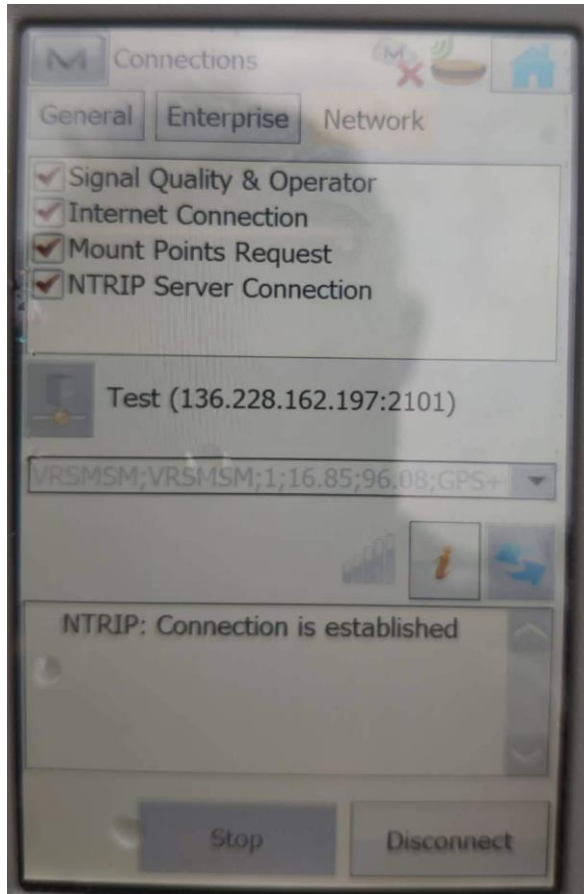 Connections
General Enterprise Network
Signal Quality & Operator
Internet Connection
Mount Points Request
NTRIP Server Connection
Test (136.228.162.197:2101)
VRSMSM;VRSMSM;1;16.85;96.08;GPS+
NTRIP: Connection is established
Stop Disconnect